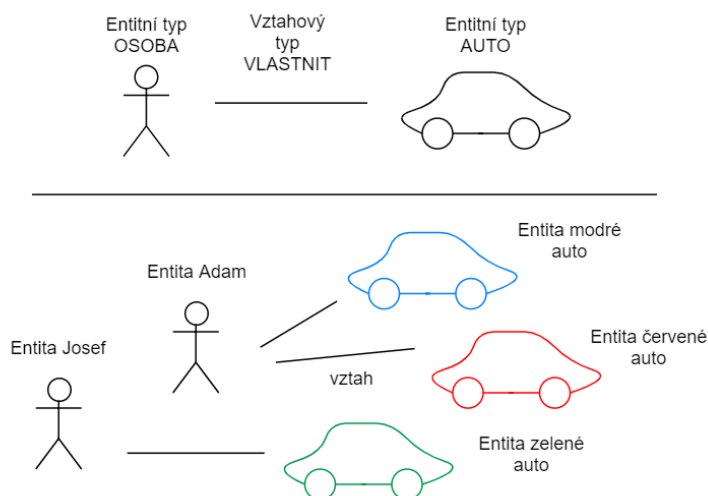 Entitní typ
OSOBA
Vztahový
typ
VLASTNIT
Entitní typ
AUTO
Entita modré
auto
Entita Adam
Entita Josef
Entita červené
auto
vztah
Entita zelené
auto